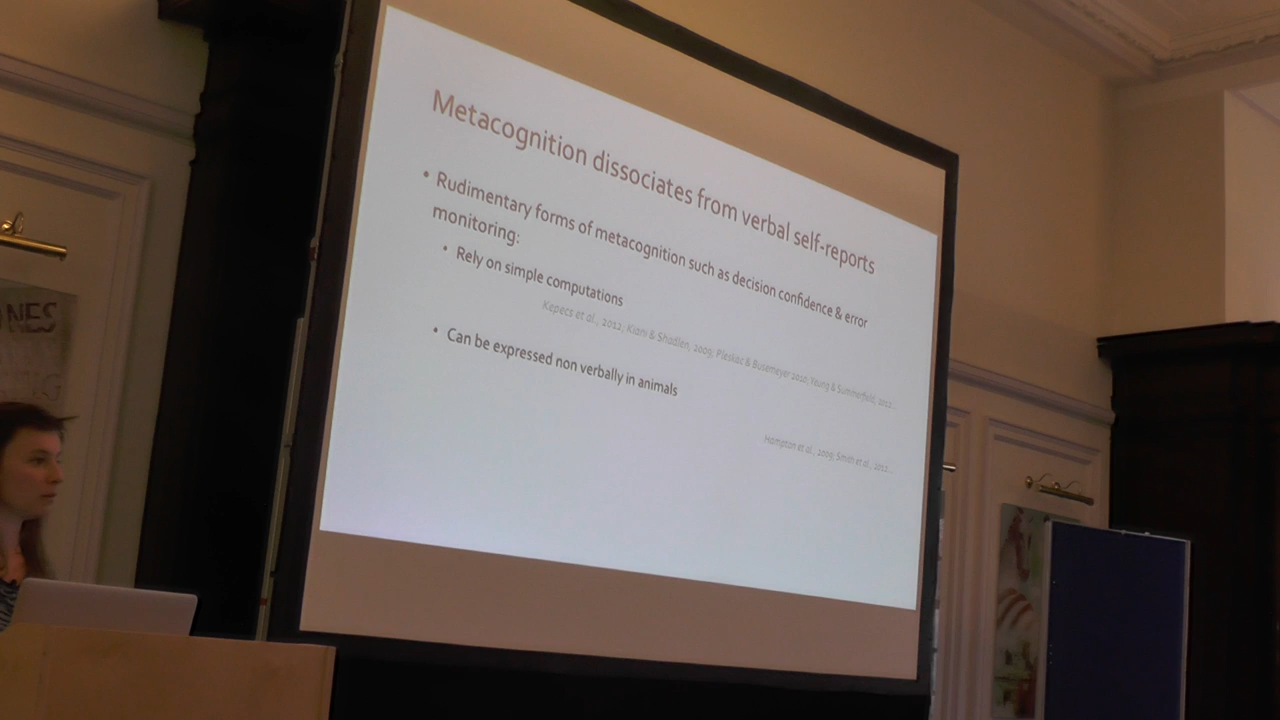 Metacognition dissociates from verbal self-reports
• Rudimentary forms of metacognition such as decision confidence & error
monitoring:
• Rely on simple computations
Kepecs et al., 2012; Kiani & Shadlen, 2009; Pleskac & Busemeyer 2010; Yeung & Summerfield, 2012...
• Can be expressed non verbally in animals
Hampton et al., 2009; Smith et al., 2012...
NES